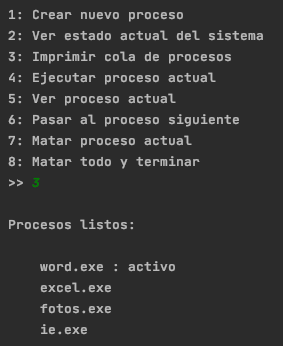 1: Crear nuevo proceso
2: Ver estado actual del sistema
3: Imprimir cola de procesos
4: Ejecutar proceso actual
5: Ver proceso actual
6: Pasar al proceso siguiente
7: Matar proceso actual
8: Matar todo y terminar
>> 3
Procesos listos:
word.exe : activo
excel.exe
fotos.exe
ie.exe